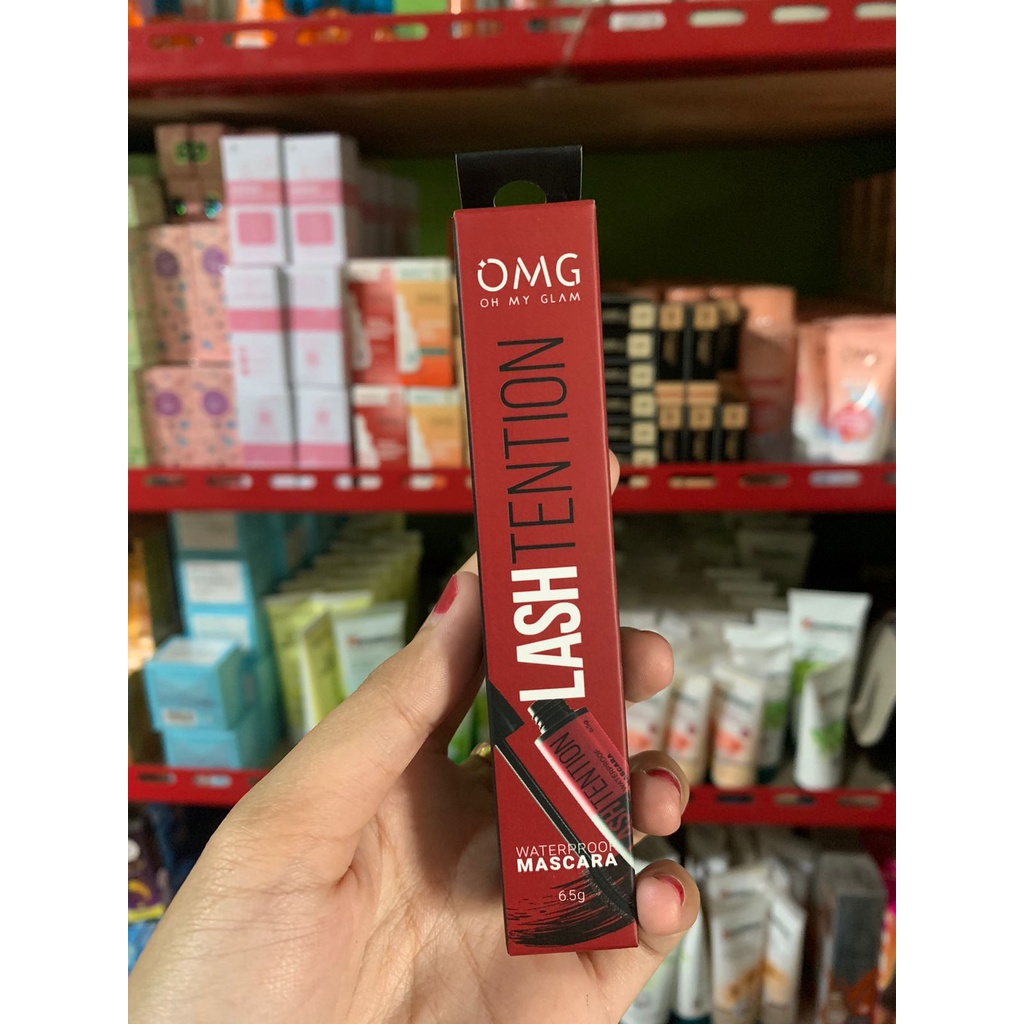 OMG
OH MY GLAM
LASHTENTION
WATERPROOF
MASCARA
6.5g